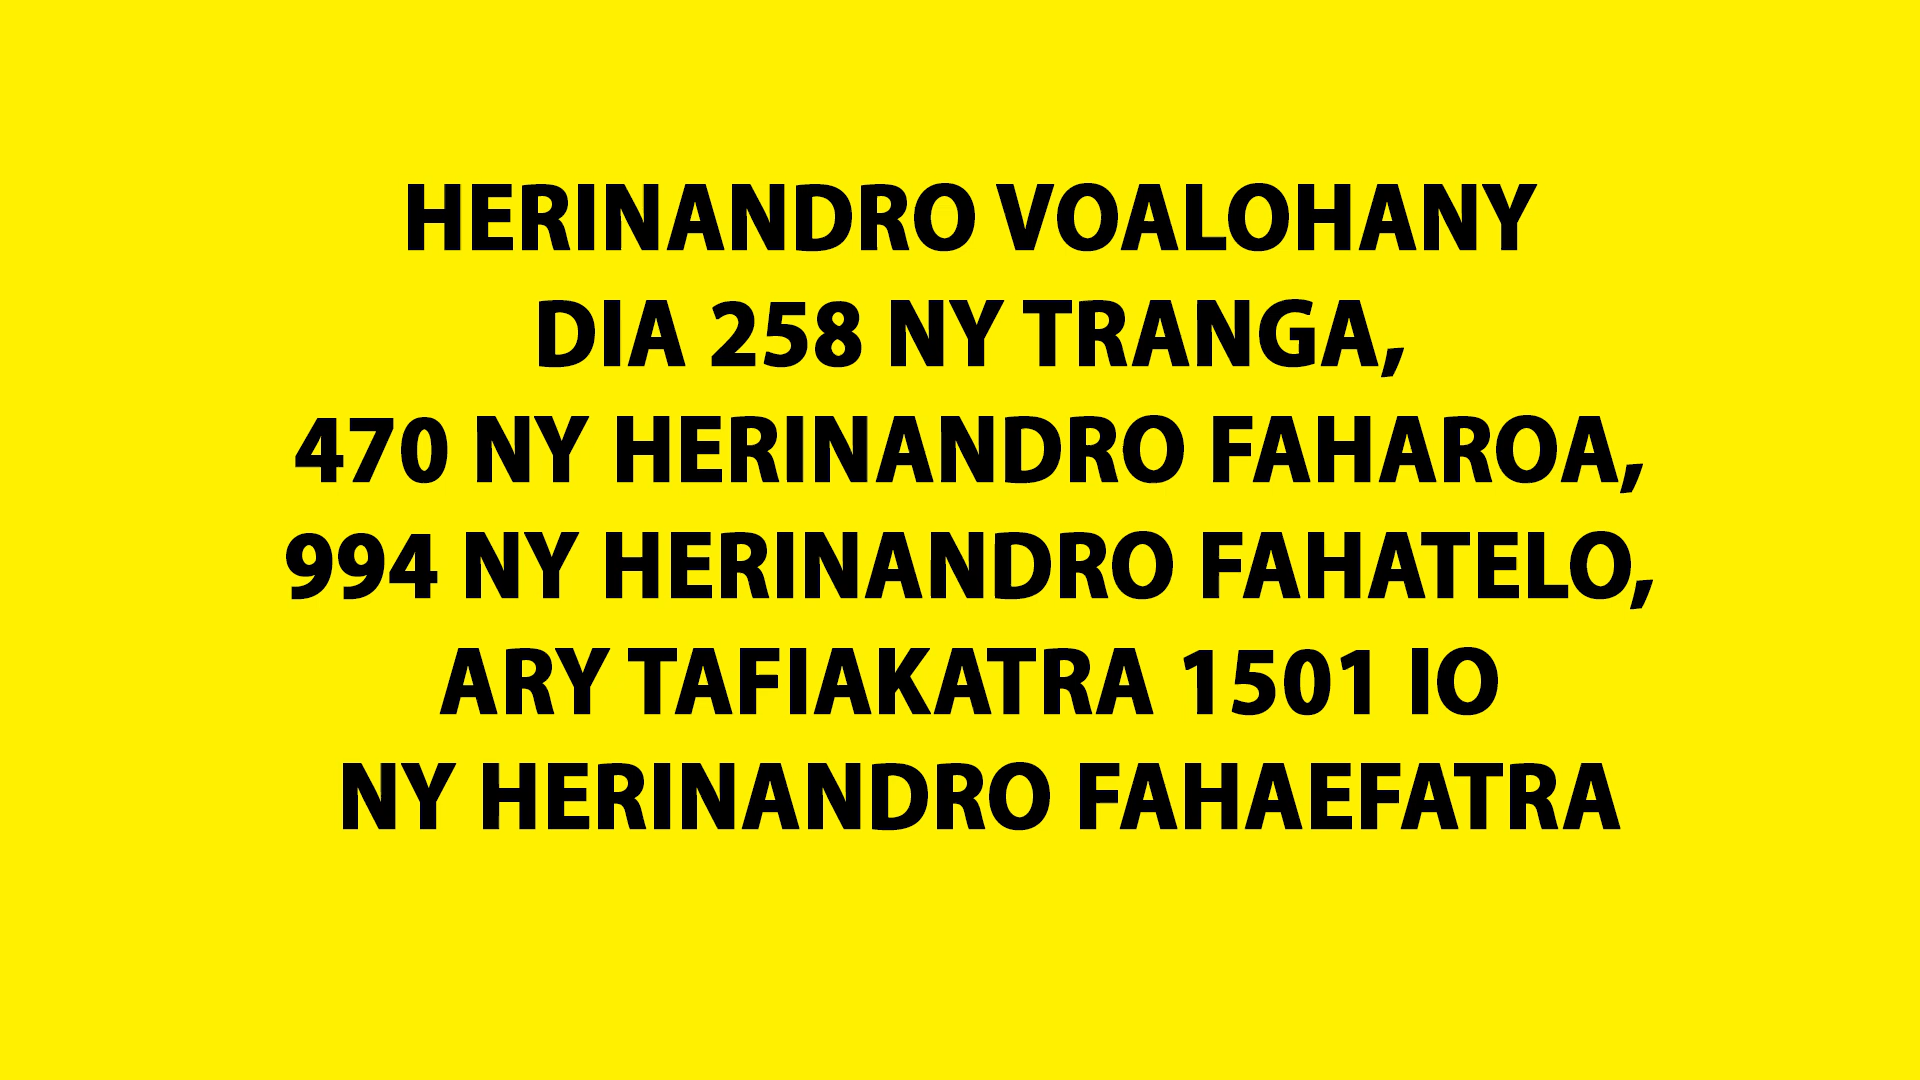 HERINANDRO VOALOHANY
DIA 258 NY TRANGA,
470 NY HERINANDRO FAHAROA,
994 NY HERINANDRO FAHATELO,
ARY TAFIAKATRA 1501 IO
NY HERINANDRO FAHAEFATRA